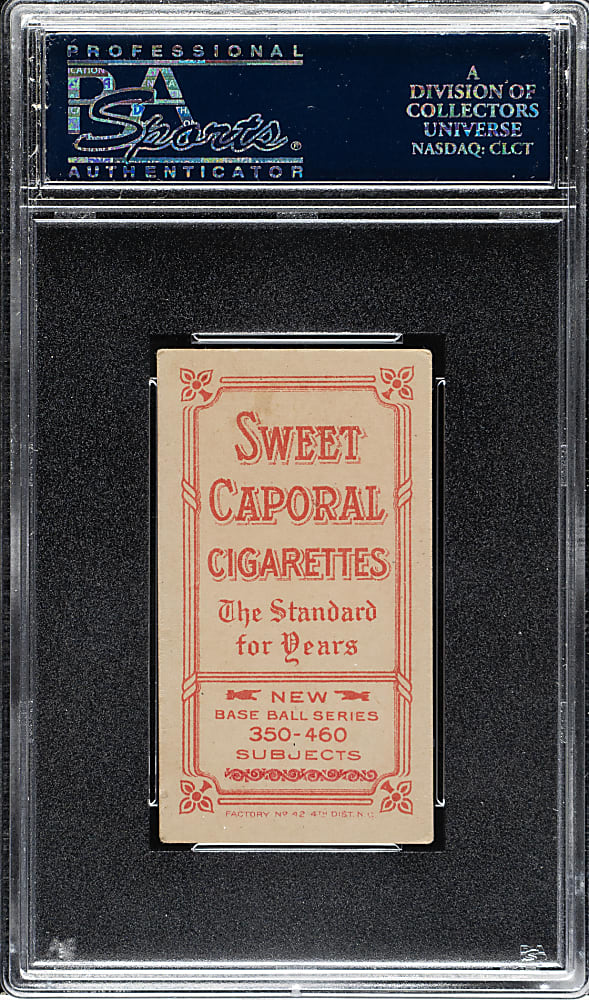 PROFESSIONAL
PSA
Sports®
AUTHENTICATOR
A
DIVISION OF
COLLECTORS
UNIVERSE
NASDAQ: CLCT
SWEET
CAPORAL
CIGARETTES
The Standard
for Years
NEW
BASE BALL SERIES
350-460
SUBJECTS
FACTORY Nº 42 4TH DIST. N.C.
PSA